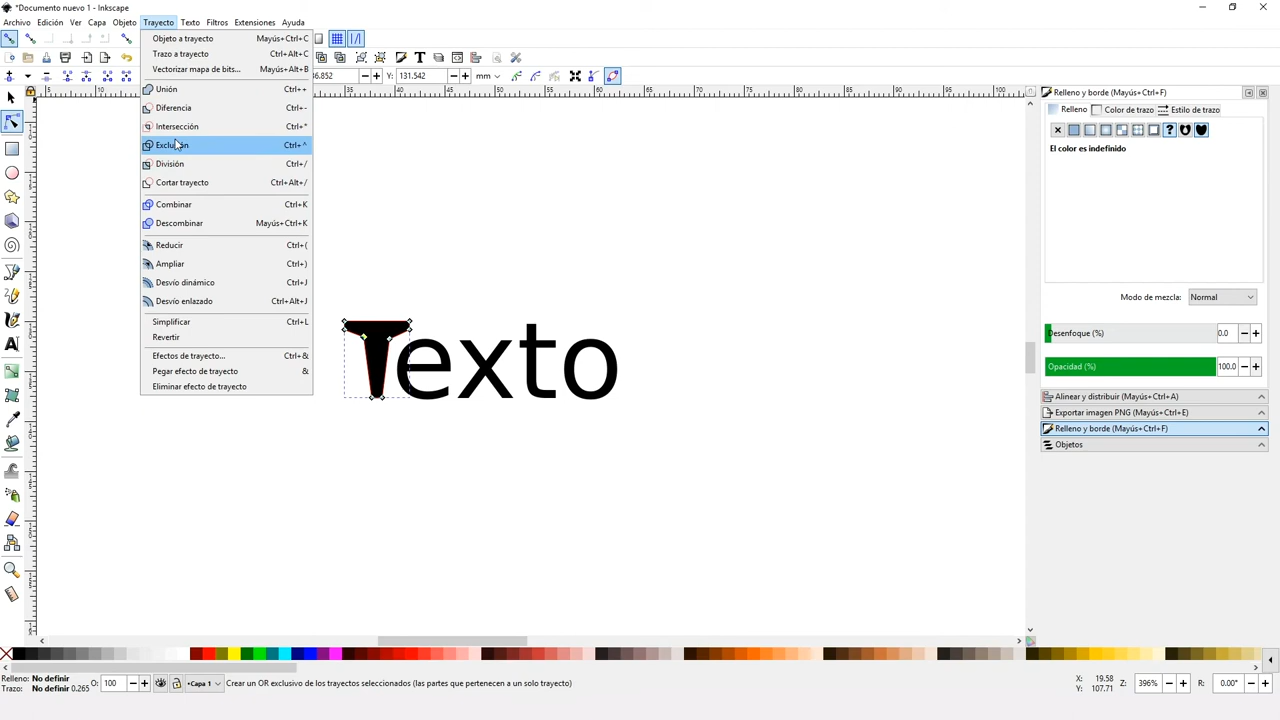 *Documento nuevo 1 - Inkscape
Archivo Edición Ver Capa Objeto Trayecto Texto Filtros Extensiones Ayuda
Objeto a trayecto Mayús+Ctrl+C
Trazo a trayecto Ctrl+Alt+C
Vectorizar mapa de bits... Mayús+Alt+B
Unión Ctrl++
Diferencia Ctrl+-
Intersección Ctrl+*
Exclusión Ctrl+^
División Ctrl+/
Cortar trayecto Ctrl+Alt+/
Combinar Ctrl+K
Descombinar Mayús+Ctrl+K
Reducir Ctrl+(
Ampliar Ctrl+)
Desvío dinámico Ctrl+J
Desvío enlazado Ctrl+Alt+J
Simplificar Ctrl+L
Revertir
Efectos de trayecto... Ctrl+&
Pegar efecto de trayecto &
Eliminar efecto de trayecto
6.852 Y: 131.542 mm
Texto
Relleno y borde (Mayús+Ctrl+F)
Relleno Color de trazo Estilo de trazo
El color es indefinido
Modo de mezcla: Normal
Desenfoque (%) 0.0
Opacidad (%) 100.0
Alinear y distribuir (Mayús+Ctrl+A)
Exportar imagen PNG (Mayús+Ctrl+E)
Relleno y borde (Mayús+Ctrl+F)
Objetos
Relleno: No definir
Trazo: No definir 0.265
O: 100
•Capa 1
Crear un OR exclusivo de los trayectos seleccionados (las partes que pertenecen a un solo trayecto)
X: 19.58
Y: 107.71
Z: 396%
R: 0.00°